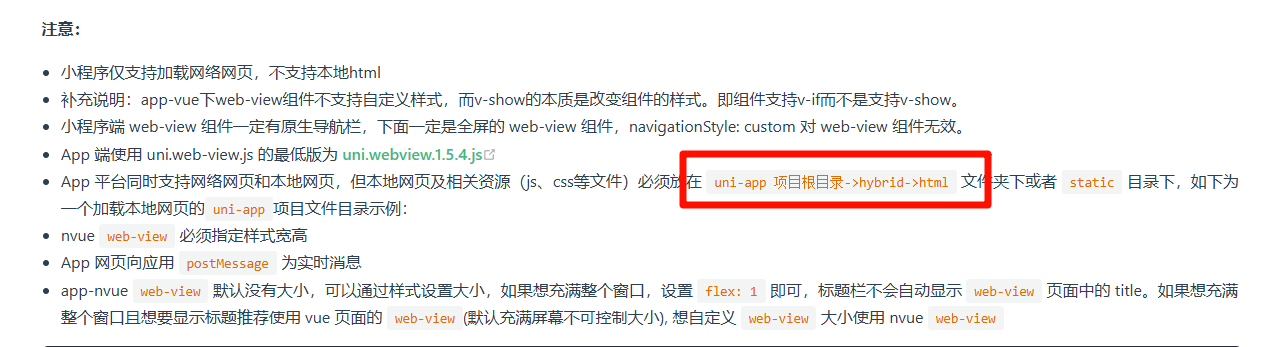 注意：
• 小程序仅支持加载网络网页，不支持本地html
• 补充说明：app-vue下web-view组件不支持自定义样式，而v-show的本质是改变组件的样式。即组件支持v-if而不是支持v-show。
• 小程序端 web-view 组件一定有原生导航栏，下面一定是全屏的 web-view 组件，navigationStyle: custom 对 web-view 组件无效。
• App 端使用 uni.web-view.js 的最低版为 uni.webview.1.5.4.js
• App 平台同时支持网络网页和本地网页，但本地网页及相关资源（js、css等文件）必须放在 uni-app 项目根目录->hybrid->html 文件夹下或者 static 目录下，如下为
一个加载本地网页的 uni-app 项目文件目录示例：
• nvue web-view 必须指定样式宽高
• App 网页向应用 postMessage 为实时消息
• app-nvue web-view 默认没有大小，可以通过样式设置大小，如果想充满整个窗口，设置 flex: 1 即可，标题栏不会自动显示 web-view 页面中的 title。如果想充满
整个窗口且想要显示标题推荐使用 vue 页面的 web-view (默认充满屏幕不可控制大小), 想自定义 web-view 大小使用 nvue web-view